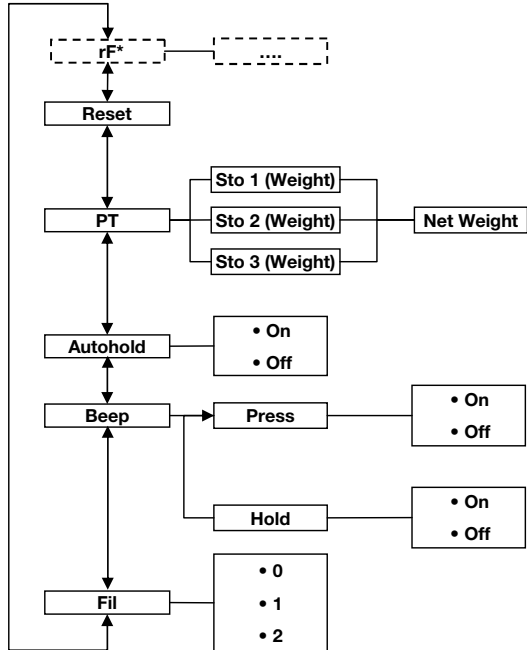 rF*
....
Reset
Sto 1 (Weight)
PT
Sto 2 (Weight)
Net Weight
Sto 3 (Weight)
Autohold
• On
• Off
Beep
Press
• On
• Off
Hold
• On
• Off
Fil
• 0
• 1
• 2